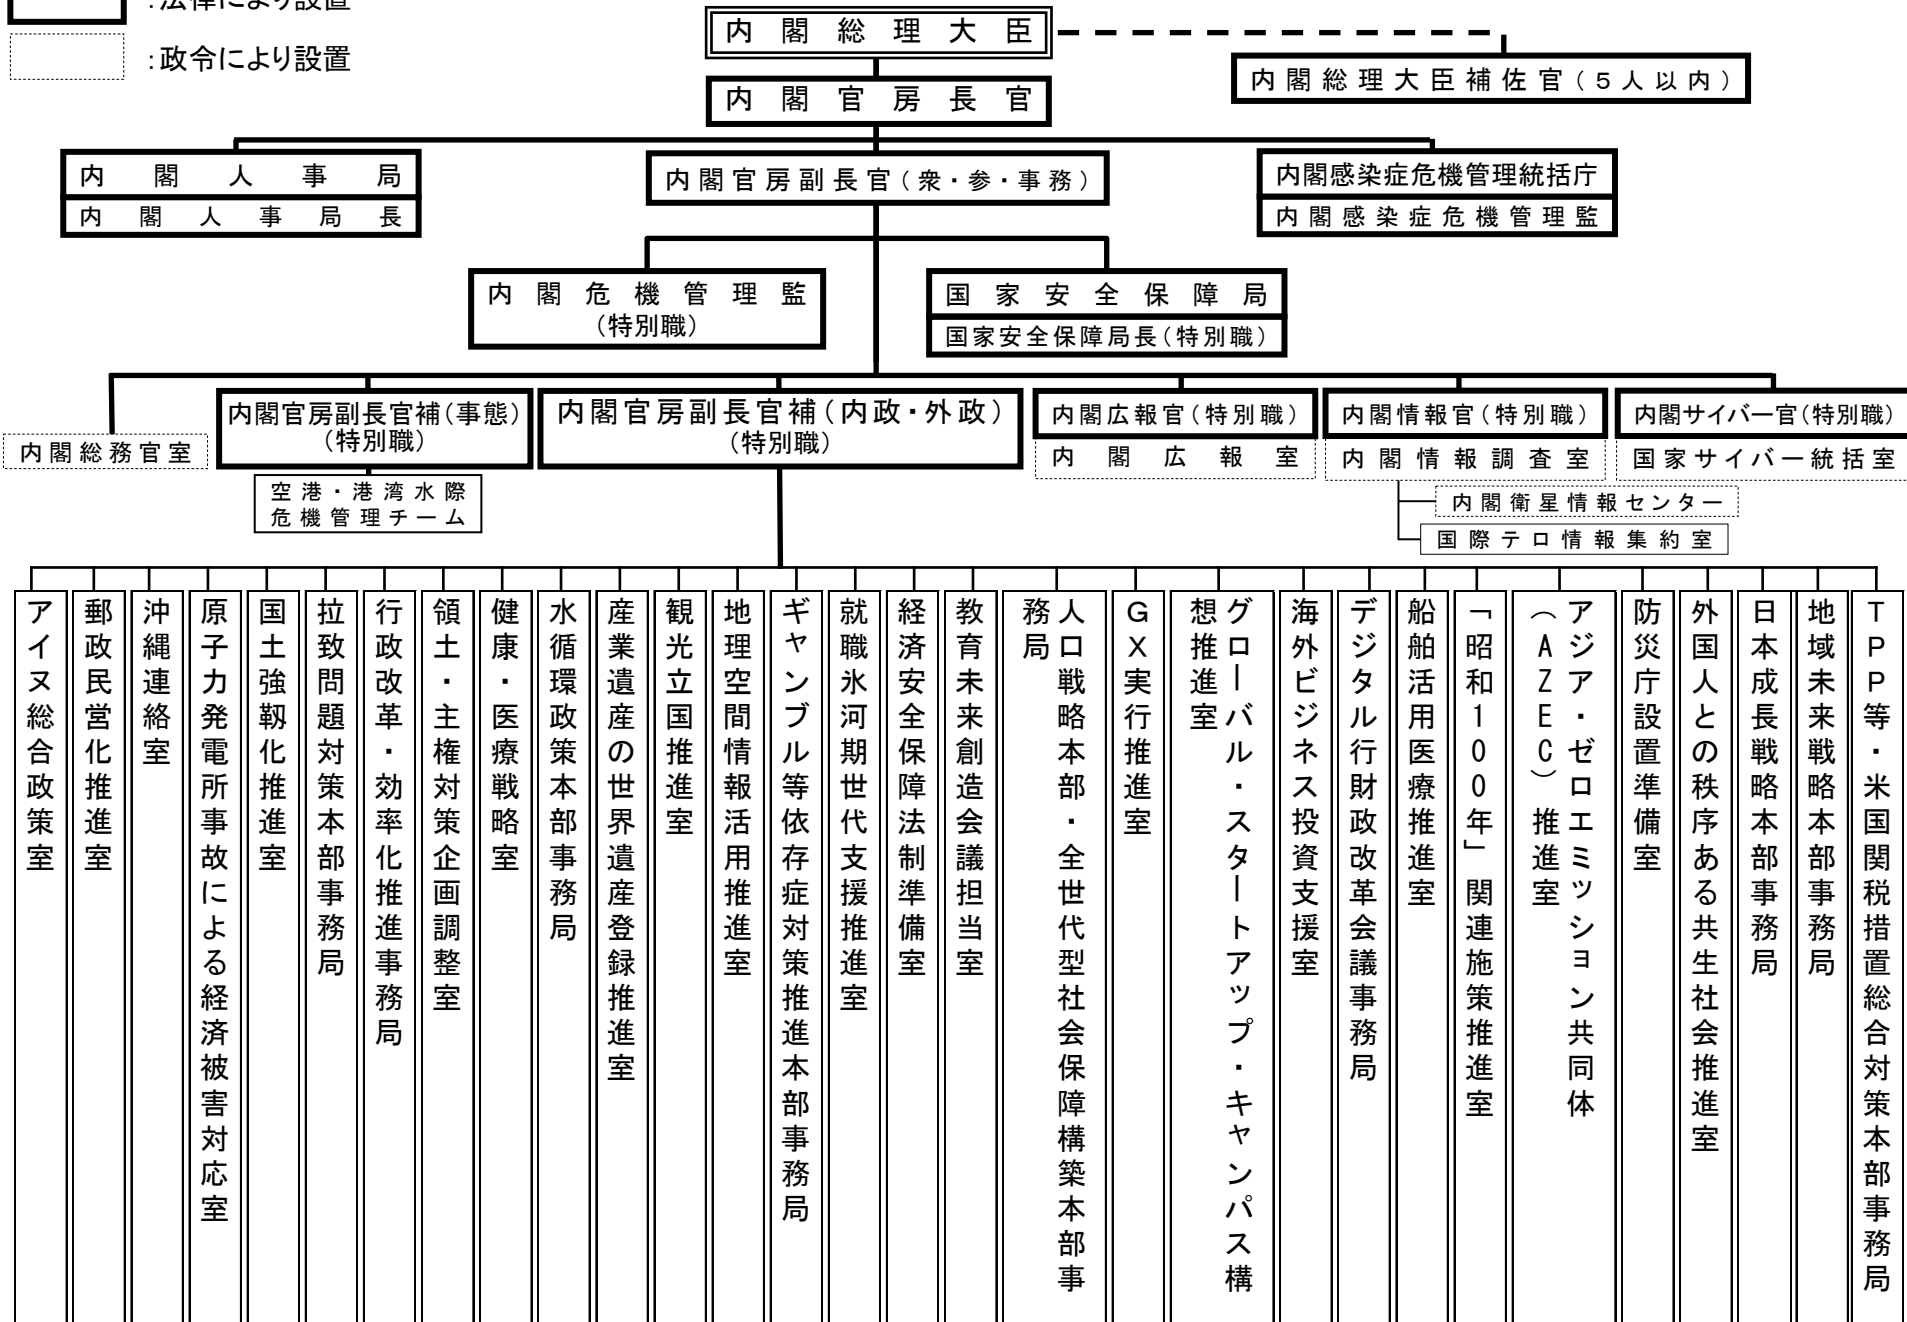 ：法律により設置
：政令により設置
内閣総理大臣
内閣総理大臣補佐官（５人以内）
内閣官房長官
内閣人事局
内閣人事局長
内閣官房副長官（衆・参・事務）
内閣感染症危機管理統括庁
内閣感染症危機管理監
内閣危機管理監
（特別職）
国家安全保障局
国家安全保障局長（特別職）
内閣総務官室
内閣官房副長官補（事態）
（特別職）
空港・港湾水際
危機管理チーム
内閣官房副長官補（内政・外政）
（特別職）
内閣広報官（特別職）
内閣広報室
内閣情報官（特別職）
内閣情報調査室
内閣衛星情報センター
国際テロ情報集約室
内閣サイバー官（特別職）
国家サイバー統括室
アイヌ総合政策室
郵政民営化推進室
沖縄連絡室
原子力発電所事故による経済被害対応室
国土強靱化推進室
拉致問題対策本部事務局
行政改革・効率化推進事務局
領土・主権対策企画調整室
健康・医療戦略室
水循環政策本部事務局
産業遺産の世界遺産登録推進室
観光立国推進室
地理空間情報活用推進室
ギャンブル等依存症対策推進本部事務局
就職氷河期世代支援推進室
経済安全保障法制準備室
教育未来創造会議担当室
人口戦略本部・全世代型社会保障構築本部事
務局
ＧＸ実行推進室
グローバル・スタートアップ・キャンパス構
想推進室
海外ビジネス投資支援室
デジタル行財政改革会議事務局
船舶活用医療推進室
「昭和１００年」関連施策推進室
アジア・ゼロエミッション共同体
（ＡＺＥＣ）推進室
防災庁設置準備室
外国人との秩序ある共生社会推進室
日本成長戦略本部事務局
地域未来戦略本部事務局
ＴＰＰ等・米国関税措置総合対策本部事務局